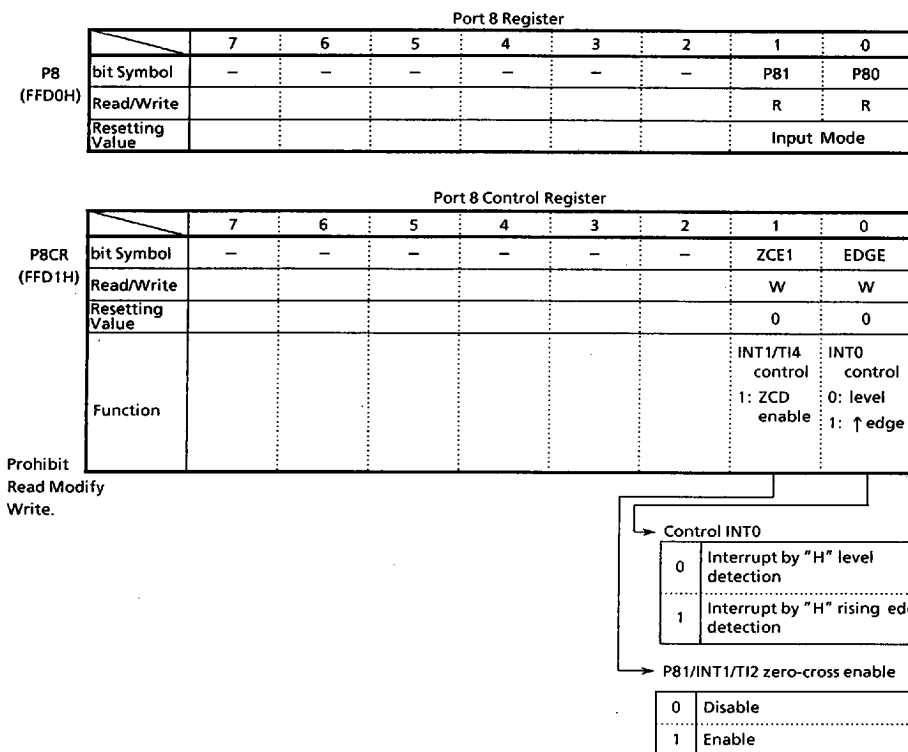 Port 8 Register
7 6 5 4 3 2 1 0
P8 (FFD0H)
bit Symbol – – – – – – P81 P80
Read/Write R R
Resetting Value Input Mode
Port 8 Control Register
7 6 5 4 3 2 1 0
P8CR (FFD1H)
bit Symbol – – – – – – ZCE1 EDGE
Read/Write W W
Resetting Value 0 0
Function
INT1/TI4 control
1: ZCD enable
INT0 control
0: level
1: ↑ edge
Prohibit
Read Modify
Write.
Control INT0
0 Interrupt by "H" level detection
1 Interrupt by "H" rising detection
P81/INT1/TI2 zero-cross enable
0 Disable
1 Enable